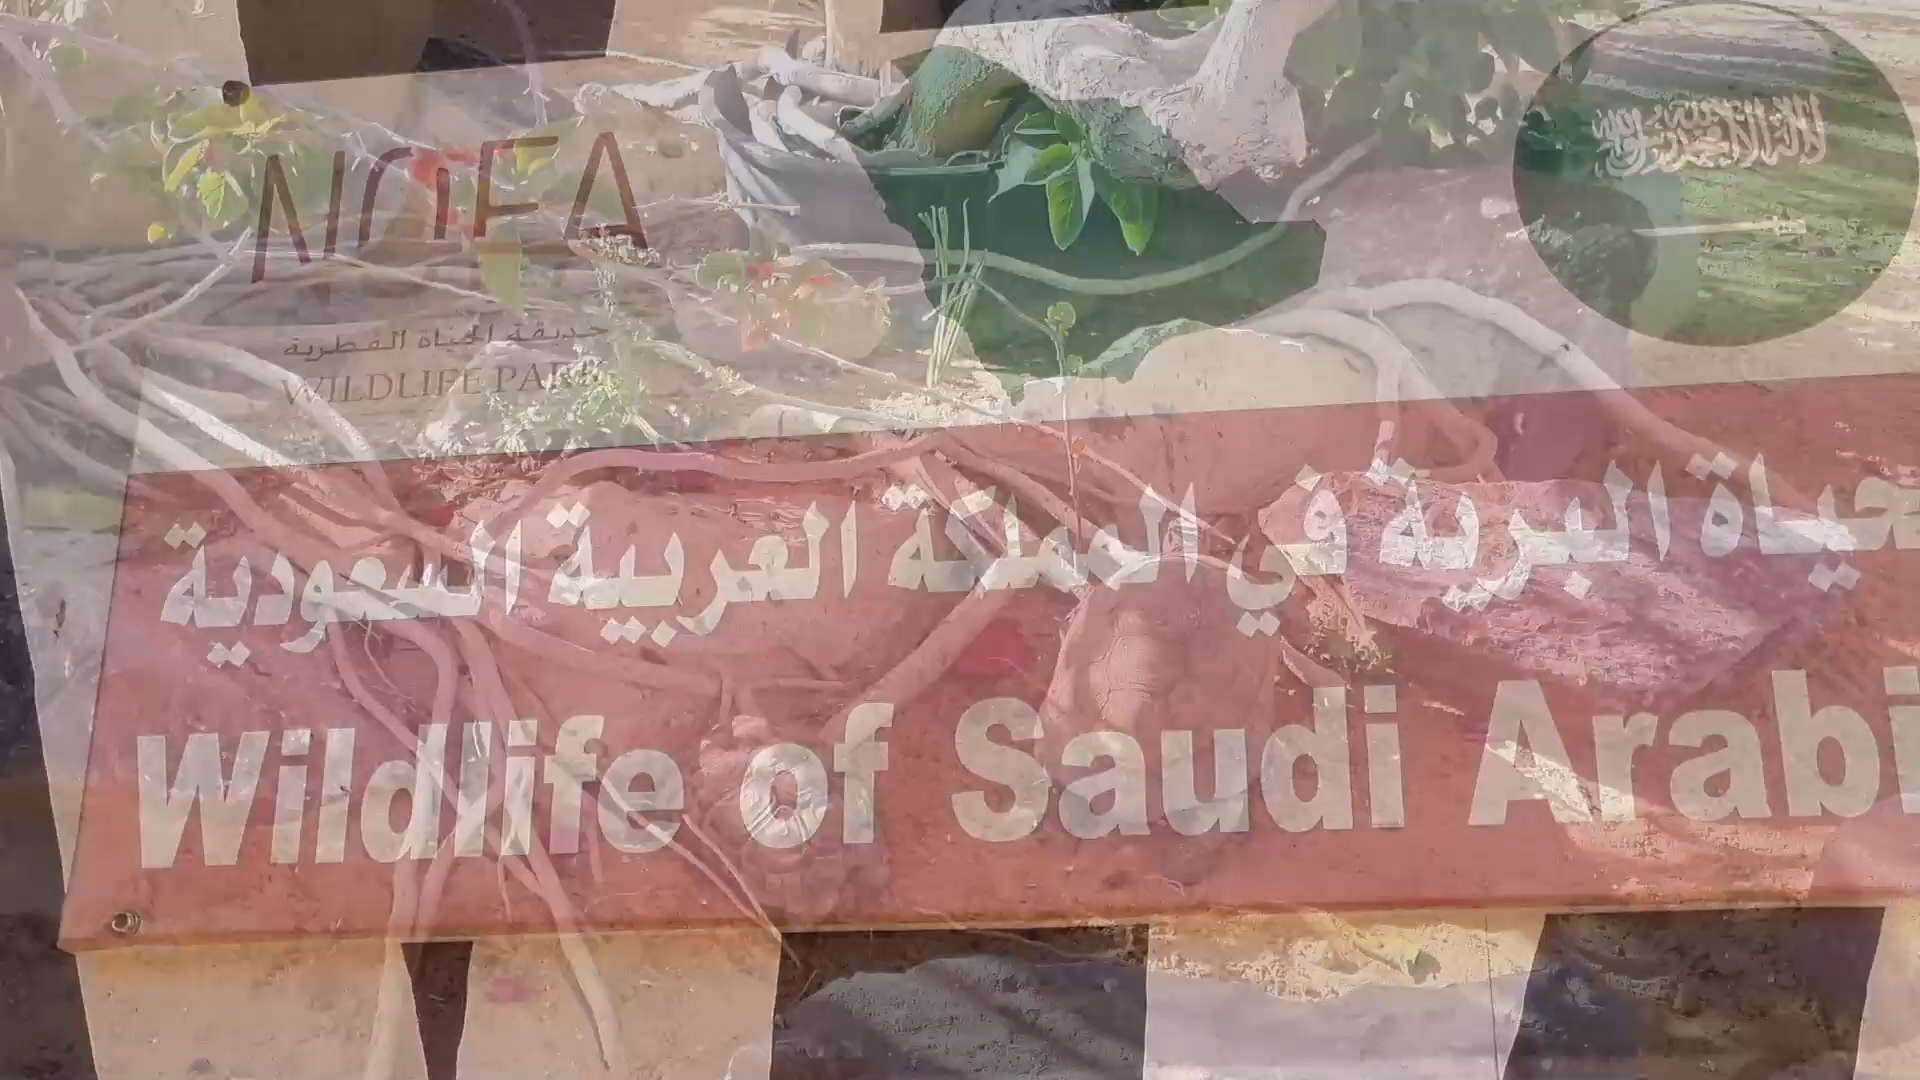 NOFA
حديقة الحياة الفطرية
WILDLIFE PARK
لا إله إلا الله محمد رسول الله
حياة البرية في المملكة العربية السعودية
Wildlife of Saudi Arabi